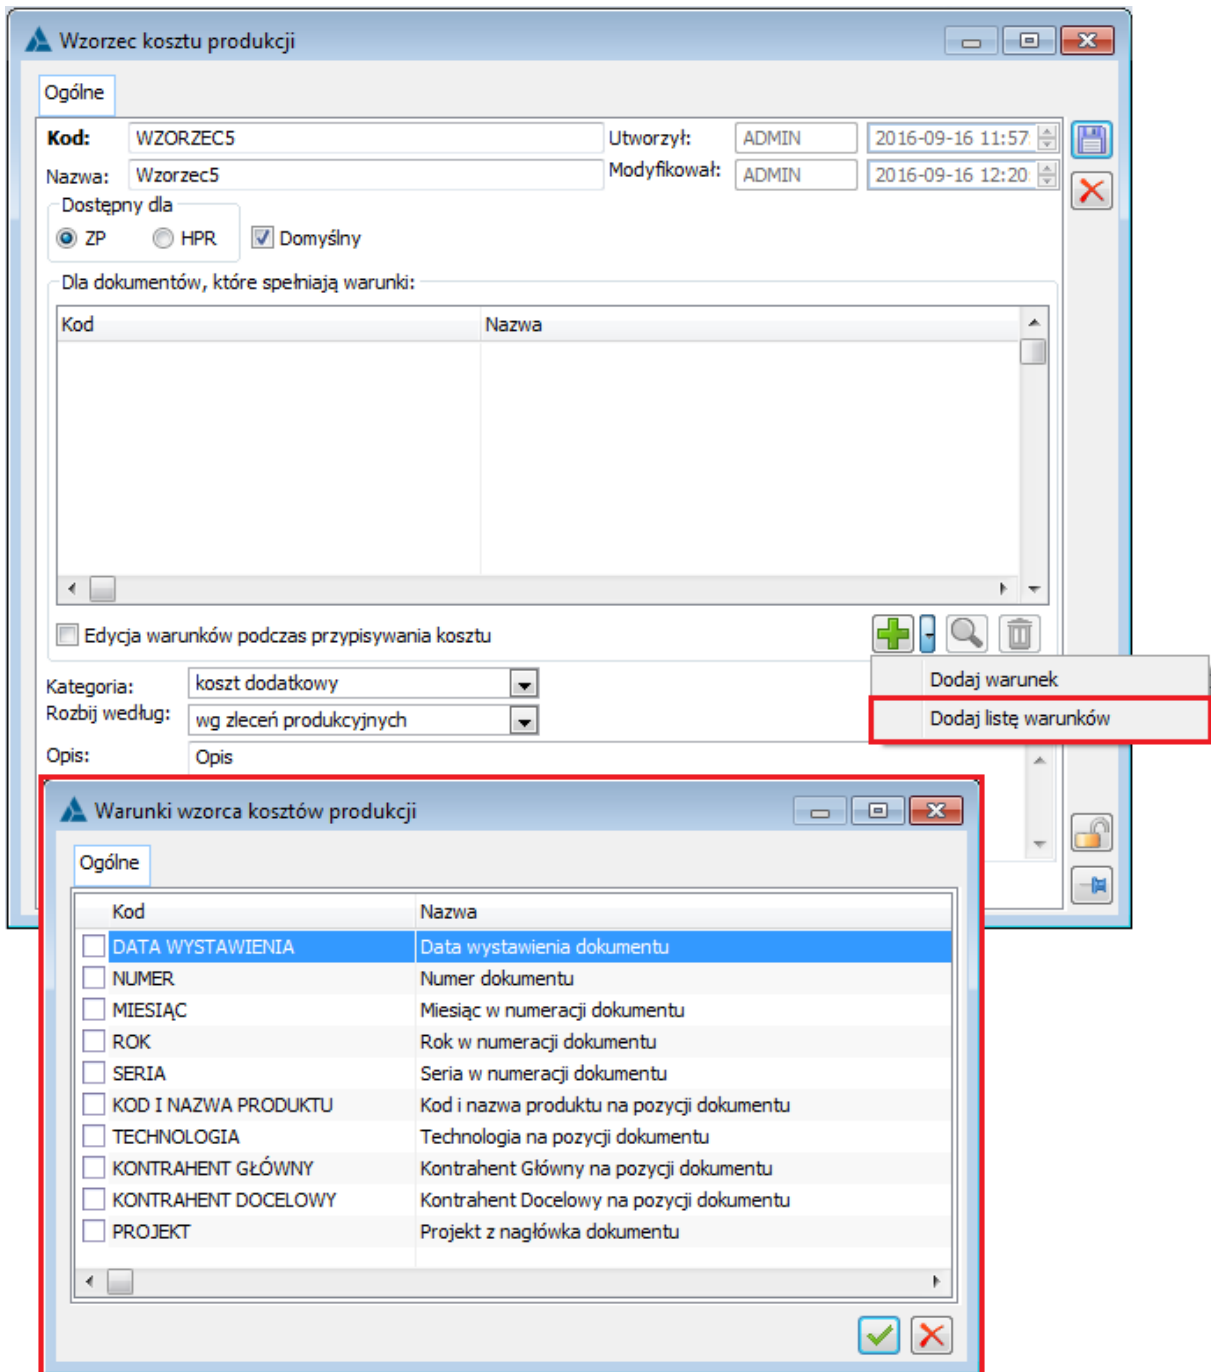 Wzorzec kosztu produkcji
Ogólne
Kod: WZORZEC5 Utworzył: ADMIN 2016-09-16 11:57
Nazwa: Wzorzec5 Modyfikował: ADMIN 2016-09-16 12:20
Dostępny dla
ZP HPR Domyślny
Dla dokumentów, które spełniają warunki:
Kod Nazwa
Edycja warunków podczas przypisywania kosztu
Dodaj warunek
Dodaj listę warunków
Kategoria: koszt dodatkowy
Rozbij według: wg zleceń produkcyjnych
Opis: Opis
Warunki wzorca kosztów produkcji
Ogólne
Kod Nazwa
DATA WYSTAWIENIA Data wystawienia dokumentu
NUMER Numer dokumentu
MIESIĄC Miesiąc w numeracji dokumentu
ROK Rok w numeracji dokumentu
SERIA Seria w numeracji dokumentu
KOD I NAZWA PRODUKTU Kod i nazwa produktu na pozycji dokumentu
TECHNOLOGIA Technologia na pozycji dokumentu
KONTRAHENT GŁÓWNY Kontrahent Główny na pozycji dokumentu
KONTRAHENT DOCELOWY Kontrahent Docelowy na pozycji dokumentu
PROJEKT Projekt z nagłówka dokumentu